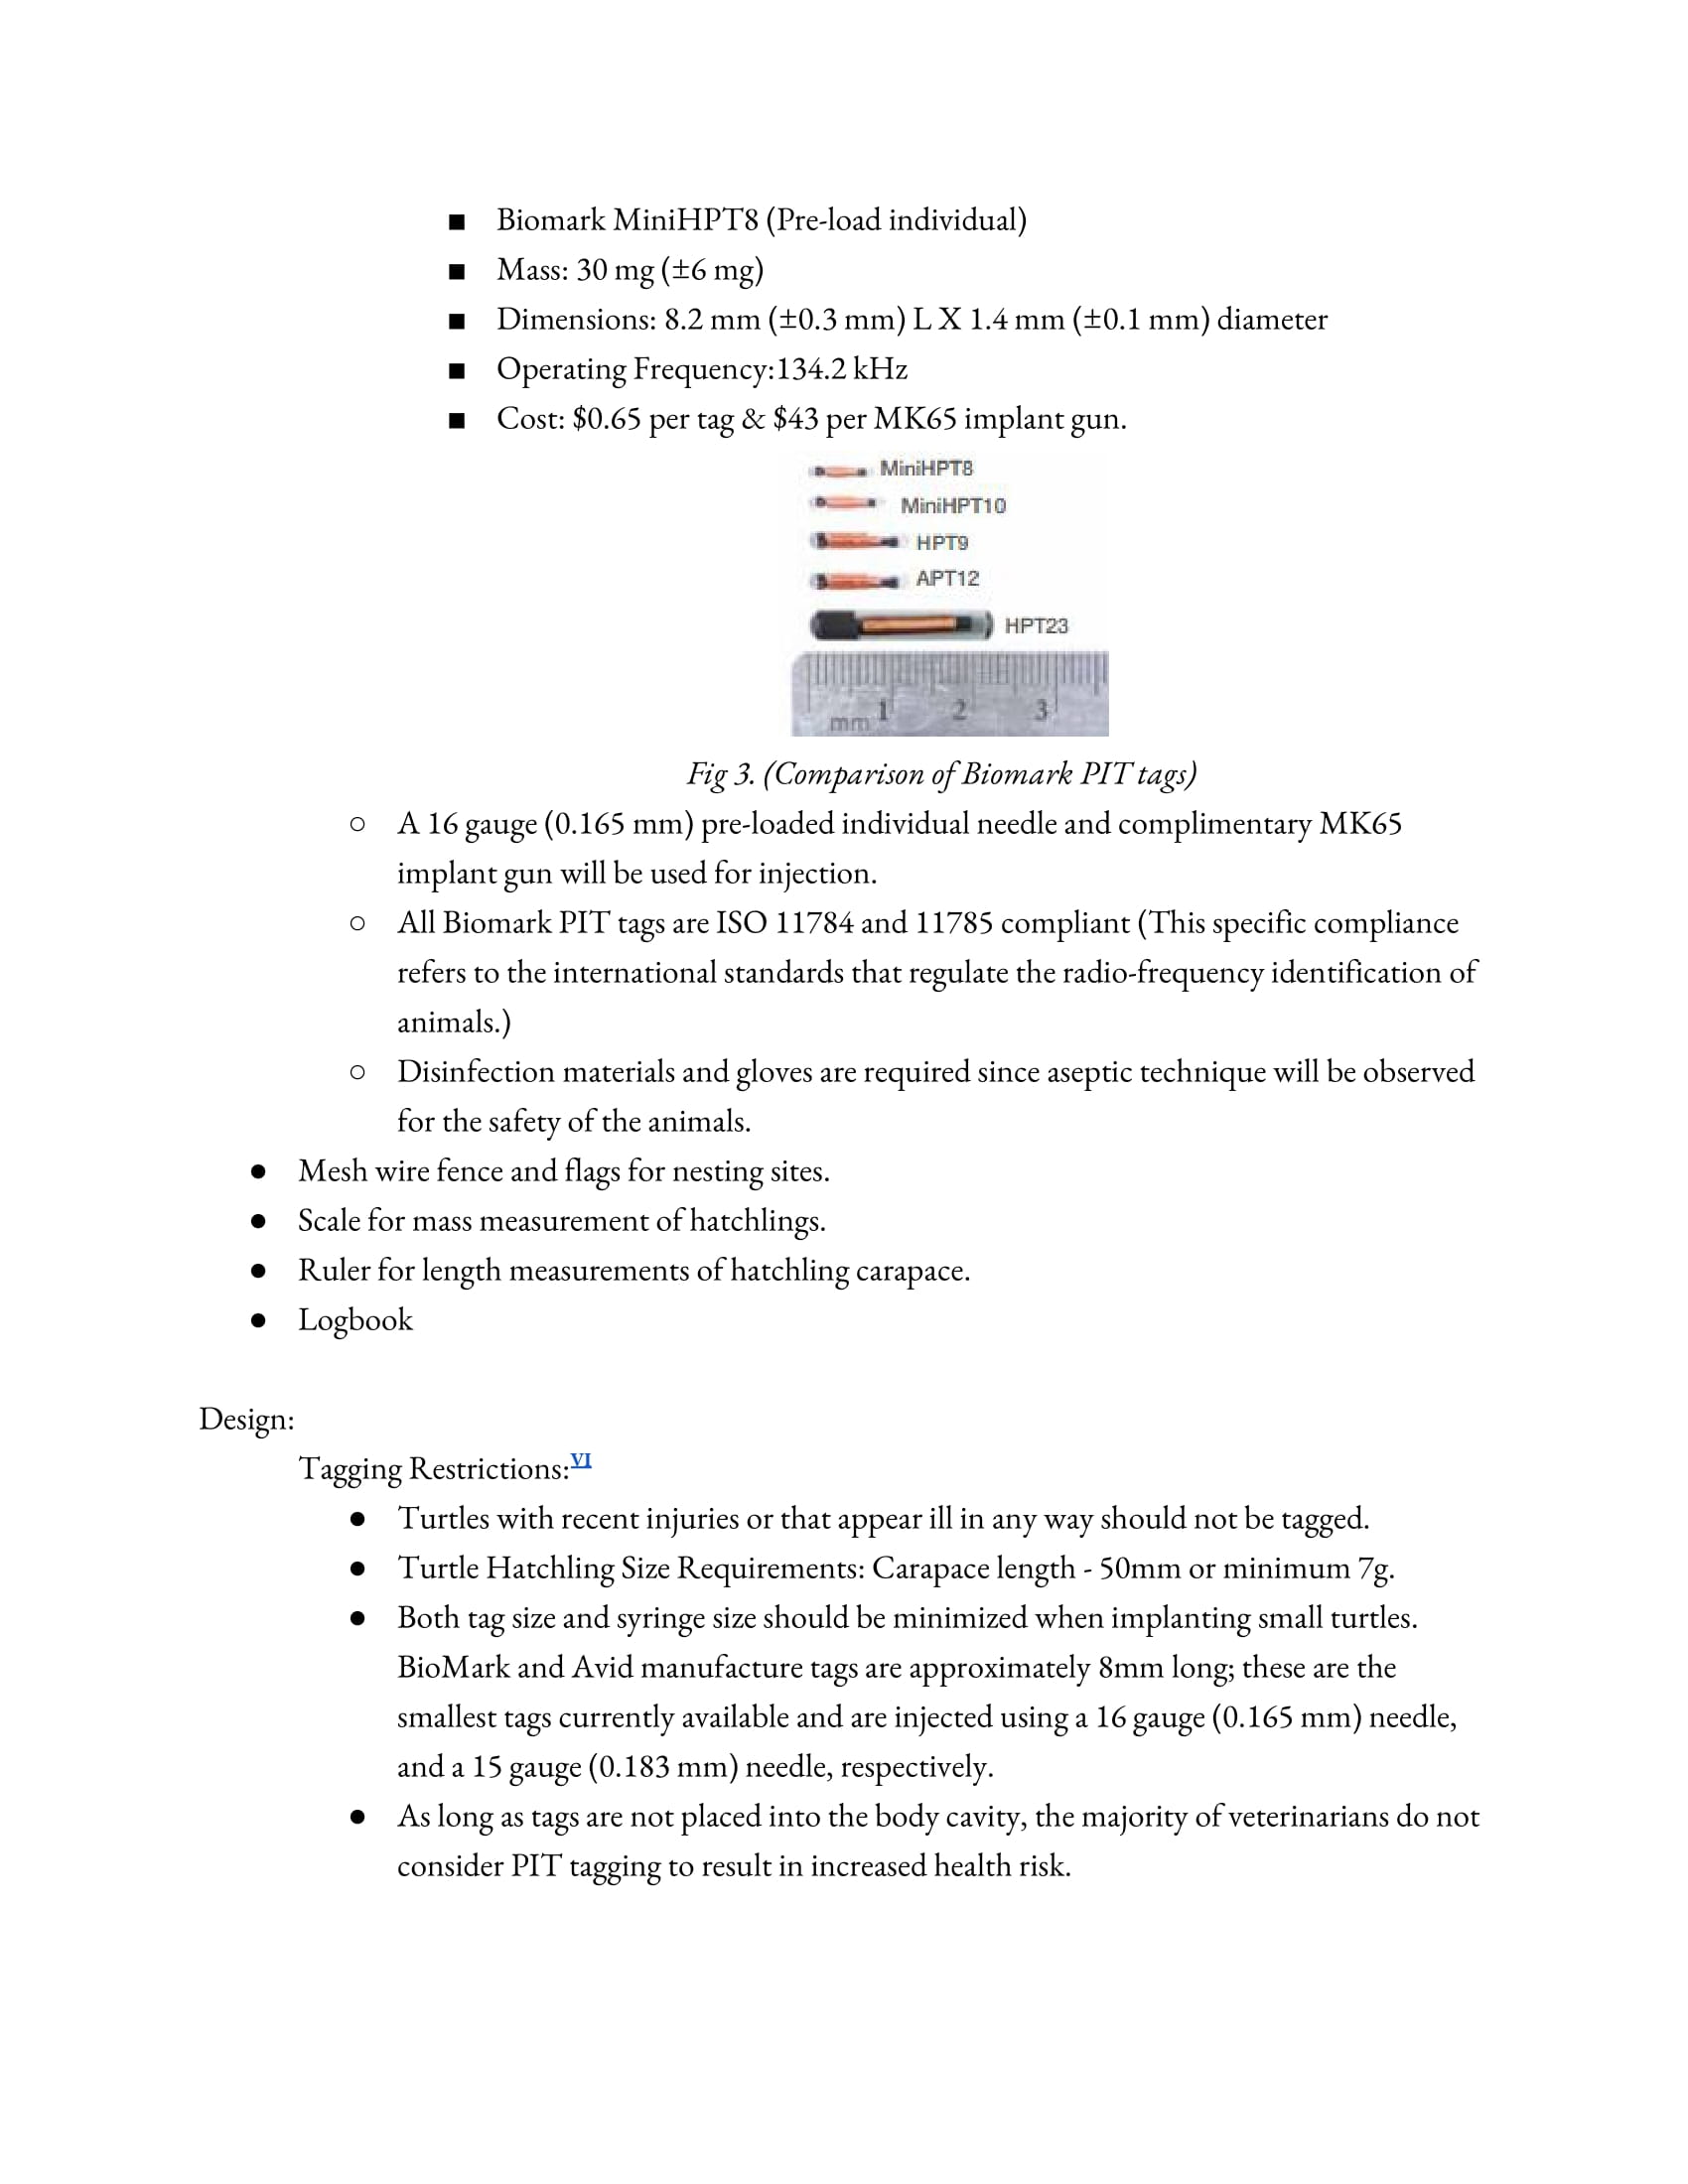 ■ Biomark MiniHPT8 (Pre-load individual)
■ Mass: 30 mg (±6 mg)
■ Dimensions: 8.2 mm (±0.3 mm) L X 1.4 mm (±0.1 mm) diameter
■ Operating Frequency:134.2 kHz
■ Cost: $0.65 per tag & $43 per MK65 implant gun.
MiniHPT8
MiniHPT10
HPT9
APT12
HPT23
mm 1 2 3
Fig 3. (Comparison of Biomark PIT tags)
○ A 16 gauge (0.165 mm) pre-loaded individual needle and complimentary MK65
implant gun will be used for injection.
○ All Biomark PIT tags are ISO 11784 and 11785 compliant (This specific compliance
refers to the international standards that regulate the radio-frequency identification of
animals.)
○ Disinfection materials and gloves are required since aseptic technique will be observed
for the safety of the animals.
● Mesh wire fence and flags for nesting sites.
● Scale for mass measurement of hatchlings.
● Ruler for length measurements of hatchling carapace.
● Logbook
Design:
Tagging Restrictions:VI
● Turtles with recent injuries or that appear ill in any way should not be tagged.
● Turtle Hatchling Size Requirements: Carapace length - 50mm or minimum 7g.
● Both tag size and syringe size should be minimized when implanting small turtles.
BioMark and Avid manufacture tags are approximately 8mm long; these are the
smallest tags currently available and are injected using a 16 gauge (0.165 mm) needle,
and a 15 gauge (0.183 mm) needle, respectively.
● As long as tags are not placed into the body cavity, the majority of veterinarians do not
consider PIT tagging to result in increased health risk.